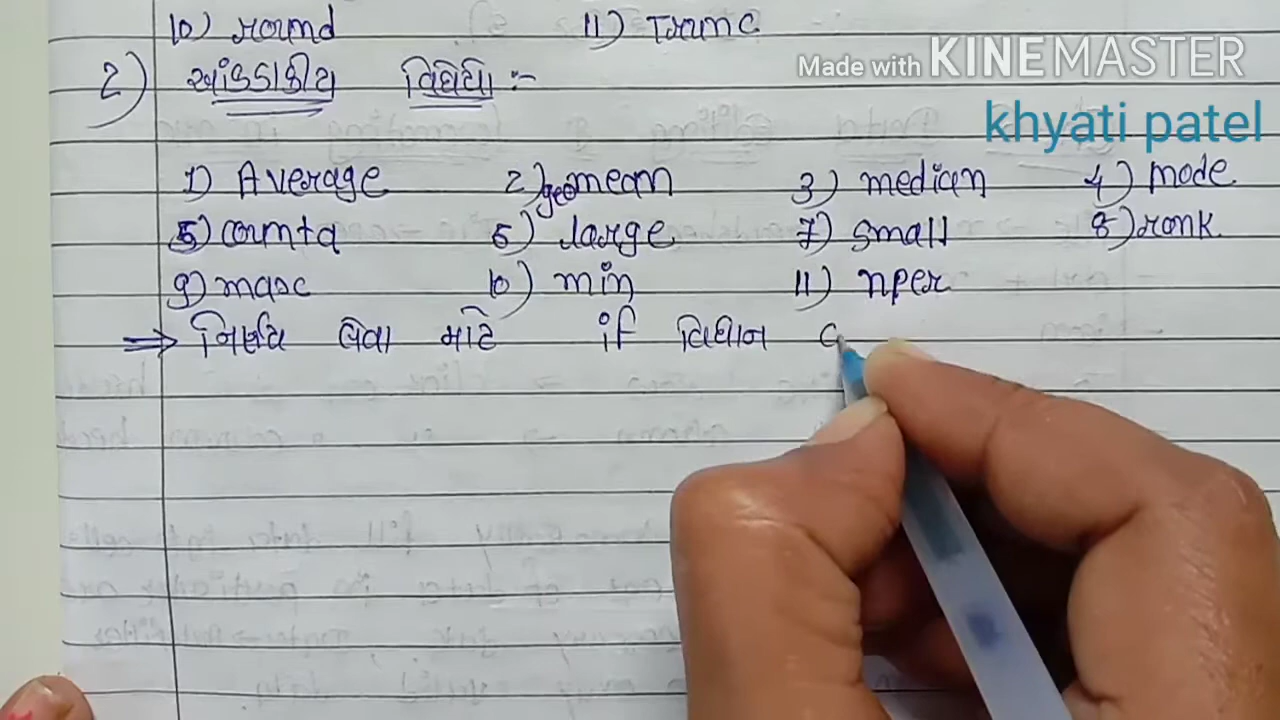 10) round 11) Trunc
Made with KINEMASTER
2) આંકડાકીય વિધેયો :-
khyati patel
1) Average 2) geomean 3) median 4) mode
5) counta 6) large 7) small 8) rank
9) max 10) min 11) nper
⇒ નિર્ણય લેવા માટે if વિધાન